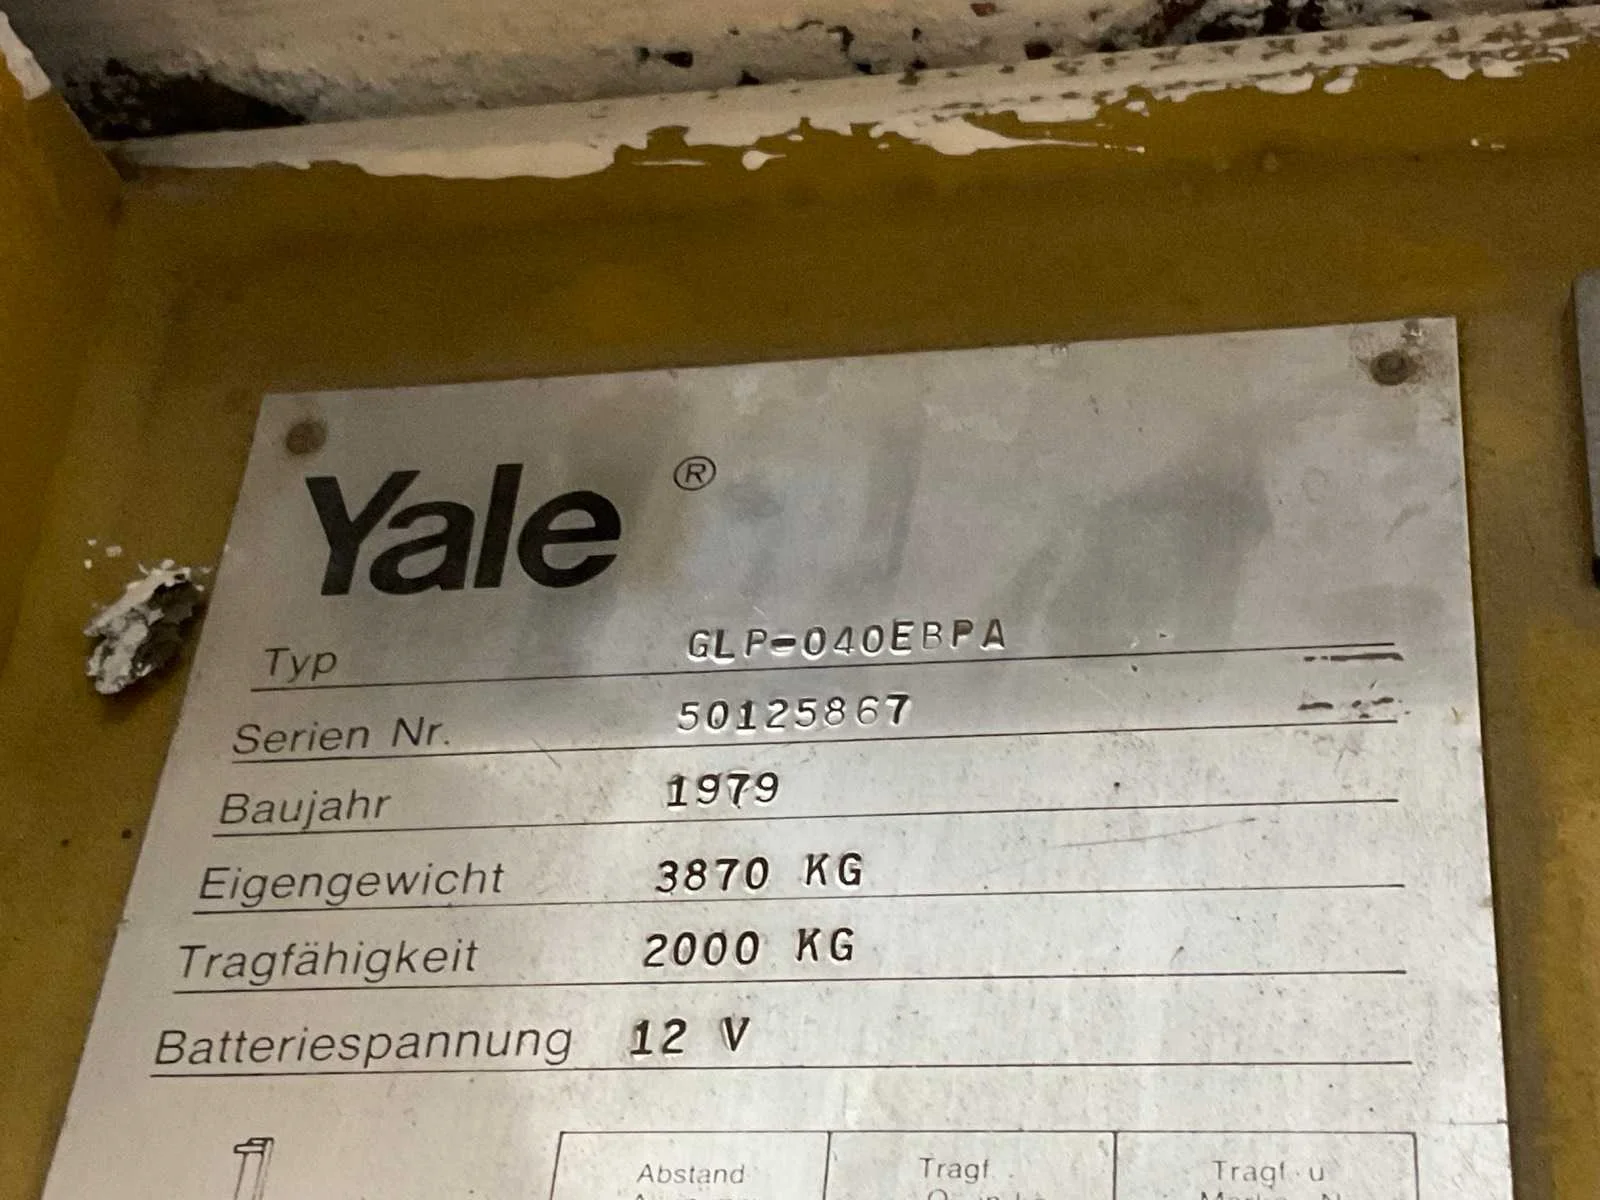 Yale ®
Typ GLP-040EBPA
Serien Nr. 50125867
Baujahr 1979
Eigengewicht 3870 KG
Tragfähigkeit 2000 KG
Batteriespannung 12 V
Abstand Tragf. Tragf. u